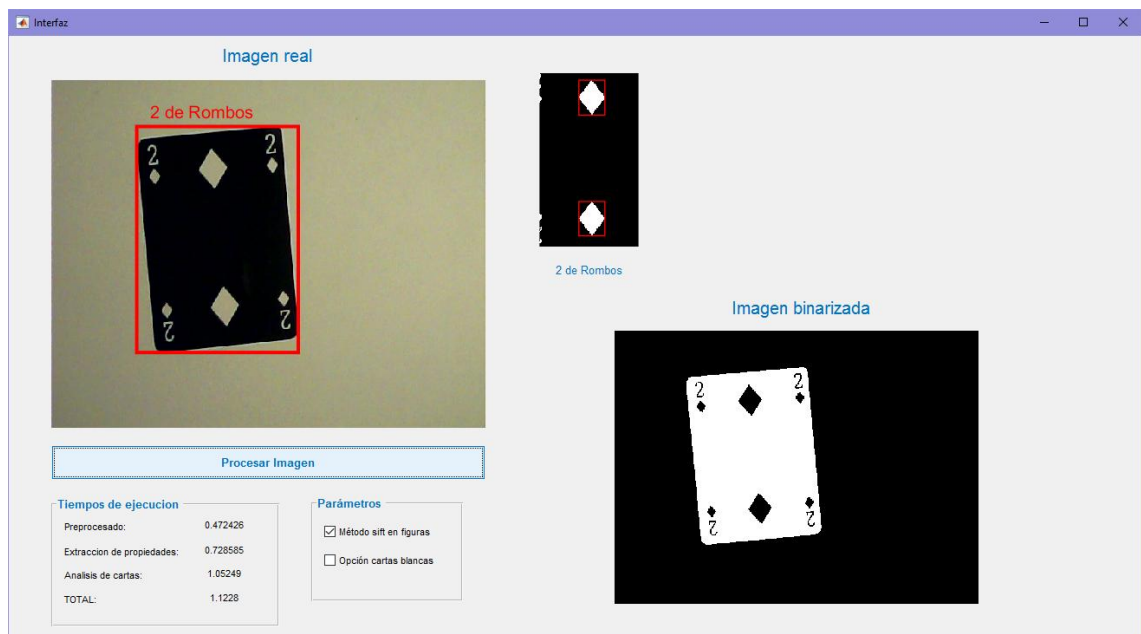 Interfaz
Imagen real
2 de Rombos
2 2
2 2
2 de Rombos
Imagen binarizada
2 2
2 2
Procesar Imagen
Tiempos de ejecucion
Preprocesado: 0.472426
Extraccion de propiedades: 0.728585
Analisis de cartas: 1.05249
TOTAL: 1.1228
Parámetros
Método sift en figuras
Opción cartas blancas